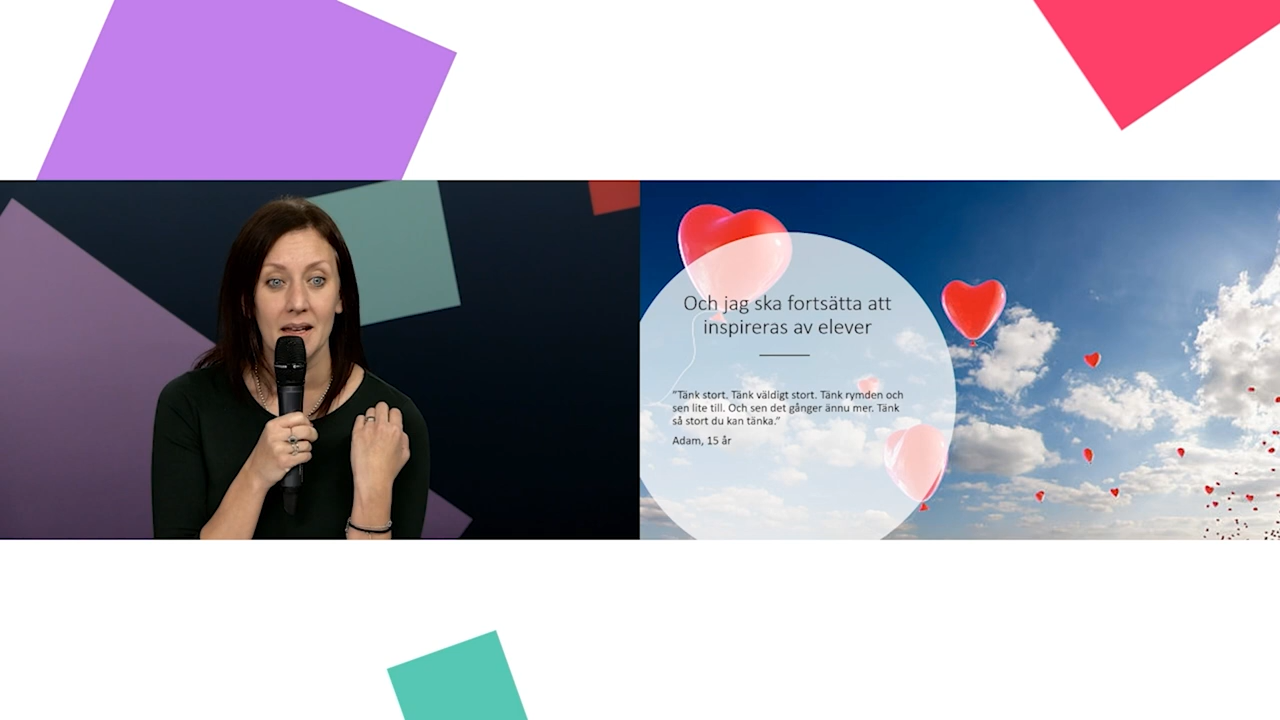 Och jag ska fortsätta att
inspireras av elever
"Tänk stort. Tänk väldigt stort. Tänk rymden och
sen lite till. Och sen det gånger ännu mer. Tänk
så stort du kan tänka."
Adam, 15 år